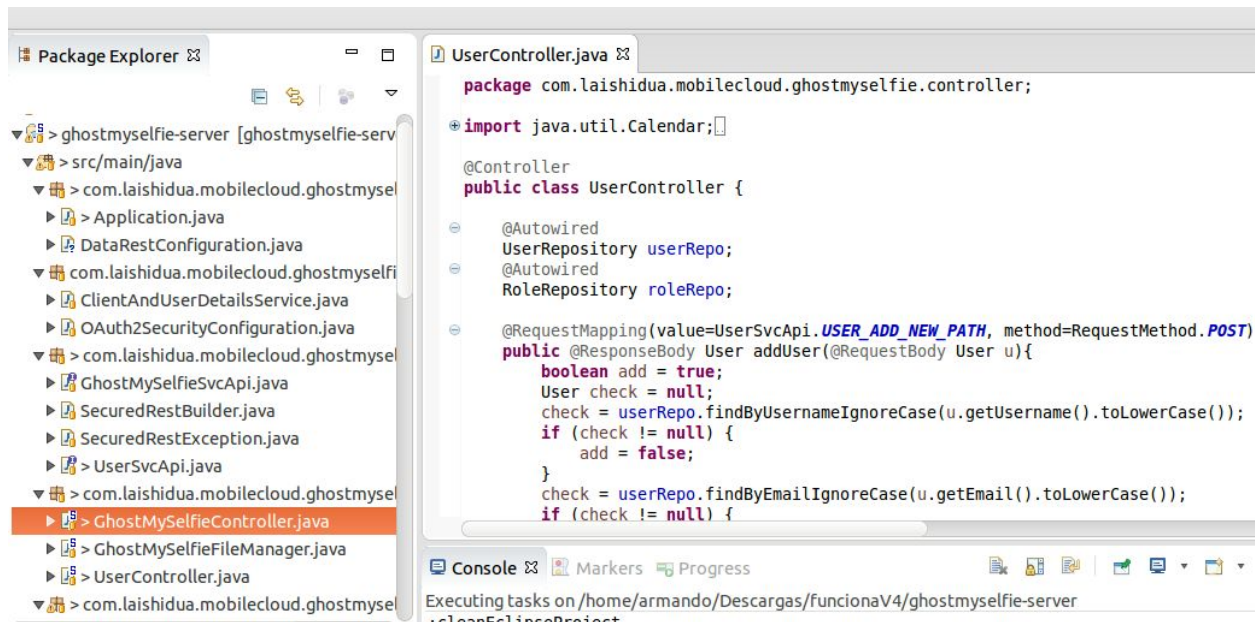 Package Explorer
> ghostmyselfie-server [ghostmyselfie-serv
> src/main/java
> com.laishidua.mobilecloud.ghostmysel
> Application.java
DataRestConfiguration.java
com.laishidua.mobilecloud.ghostmyselfi
ClientAndUserDetailsService.java
OAuth2SecurityConfiguration.java
> com.laishidua.mobilecloud.ghostmysel
GhostMySelfieSvcApi.java
SecuredRestBuilder.java
SecuredRestException.java
> UserSvcApi.java
> com.laishidua.mobilecloud.ghostmysel
> GhostMySelfieController.java
> GhostMySelfieFileManager.java
> UserController.java
> com.laishidua.mobilecloud.ghostmysel
UserController.java
package com.laishidua.mobilecloud.ghostmyselfie.controller;
import java.util.Calendar;
@Controller
public class UserController {
@Autowired
UserRepository userRepo;
@Autowired
RoleRepository roleRepo;
@RequestMapping(value=UserSvcApi.USER_ADD_NEW_PATH, method=RequestMethod.POST)
public @ResponseBody User addUser(@RequestBody User u){
boolean add = true;
User check = null;
check = userRepo.findByUsernameIgnoreCase(u.getUsername().toLowerCase());
if (check != null) {
add = false;
}
check = userRepo.findByEmailIgnoreCase(u.getEmail().toLowerCase());
if (check != null) {
Console Markers Progress
Executing tasks on /home/armando/Descargas/funcionaV4/ghostmyselfie-server
:cleanEclipseProject